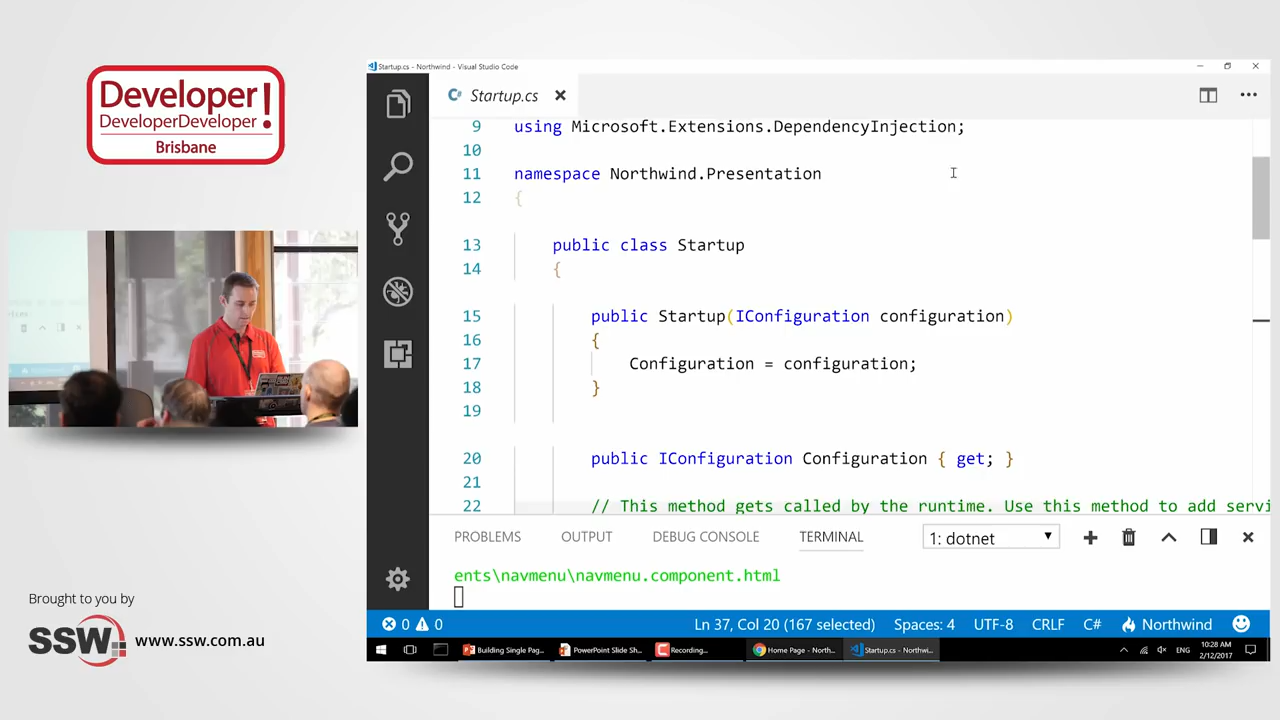 Developer!
DeveloperDeveloper
Brisbane
Brought to you by
SSW
www.ssw.com.au
Startup.cs - Northwind - Visual Studio Code
Startup.cs
9 using Microsoft.Extensions.DependencyInjection;
10
11 namespace Northwind.Presentation
12 {
13 public class Startup
14 {
15 public Startup(IConfiguration configuration)
16 {
17 Configuration = configuration;
18 }
19
20 public IConfiguration Configuration { get; }
21
22 // This method gets called by the runtime. Use this method to add servi
PROBLEMS OUTPUT DEBUG CONSOLE TERMINAL 1: dotnet
ents\navmenu\navmenu.component.html
0 0 Ln 37, Col 20 (167 selected) Spaces: 4 UTF-8 CRLF C# Northwind
Building Single Pag... PowerPoint Slide Sh... Recording... Home Page - North... Startup.cs - Northwi... ENG 10:28 AM
2/12/2017